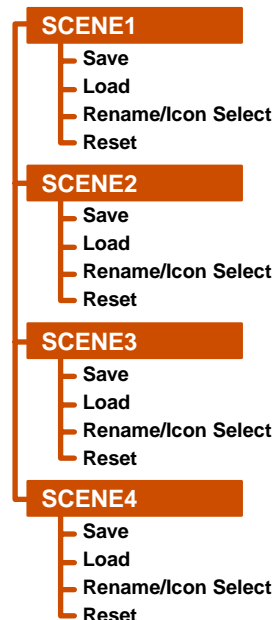 SCENE1
Save
Load
Rename/Icon Select
Reset
SCENE2
Save
Load
Rename/Icon Select
Reset
SCENE3
Save
Load
Rename/Icon Select
Reset
SCENE4
Save
Load
Rename/Icon Select
Reset